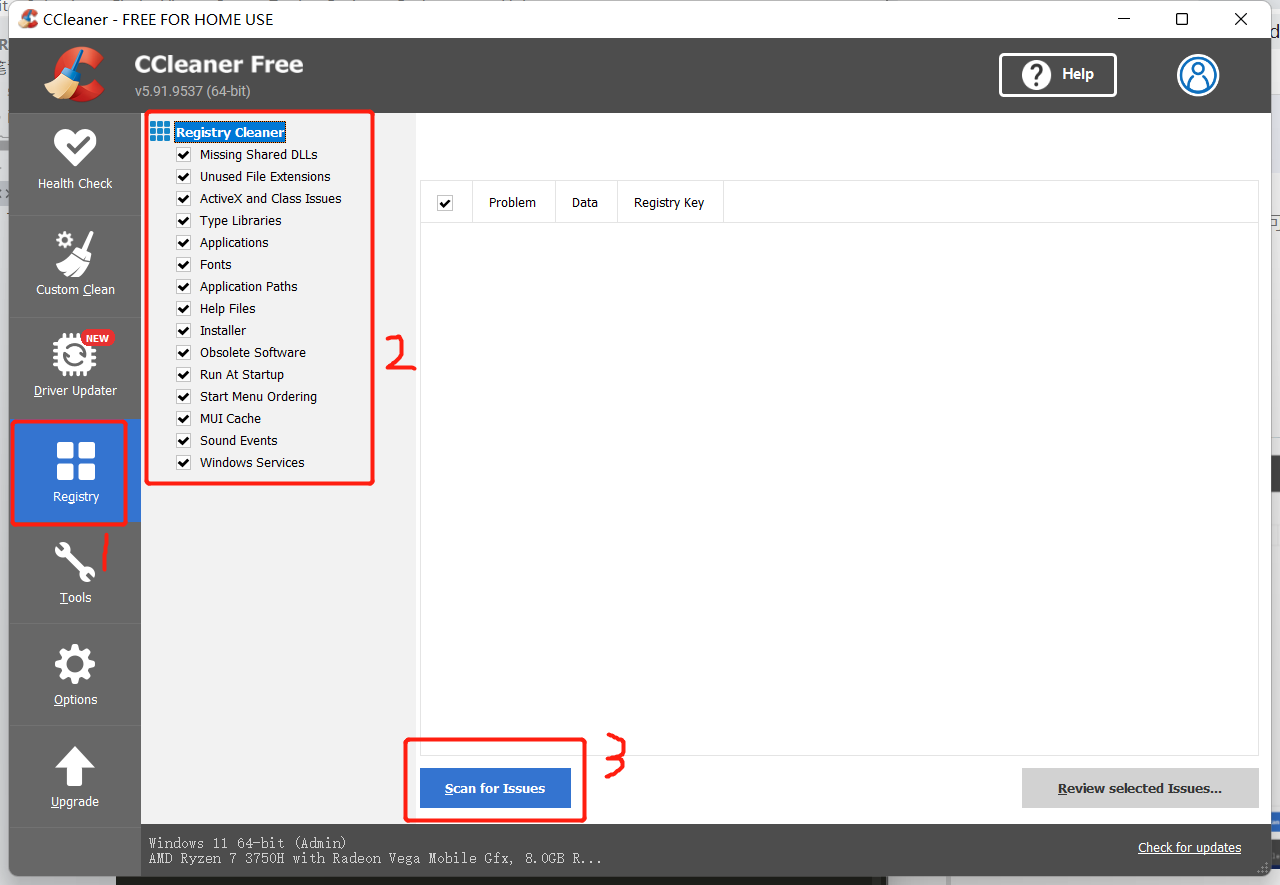 CCleaner - FREE FOR HOME USE
CCleaner Free
v5.91.9537 (64-bit)
Help
Health Check
Custom Clean
NEW
Driver Updater
Registry
1
Tools
Options
Upgrade
Registry Cleaner
Missing Shared DLLs
Unused File Extensions
ActiveX and Class Issues
Type Libraries
Applications
Fonts
Application Paths
Help Files
Installer
Obsolete Software
Run At Startup
Start Menu Ordering
MUI Cache
Sound Events
Windows Services
2
Problem Data Registry Key
3
Scan for Issues
Review selected Issues...
Windows 11 64-bit (Admin)
AMD Ryzen 7 3750H with Radeon Vega Mobile Gfx, 8.0GB R...
Check for updates